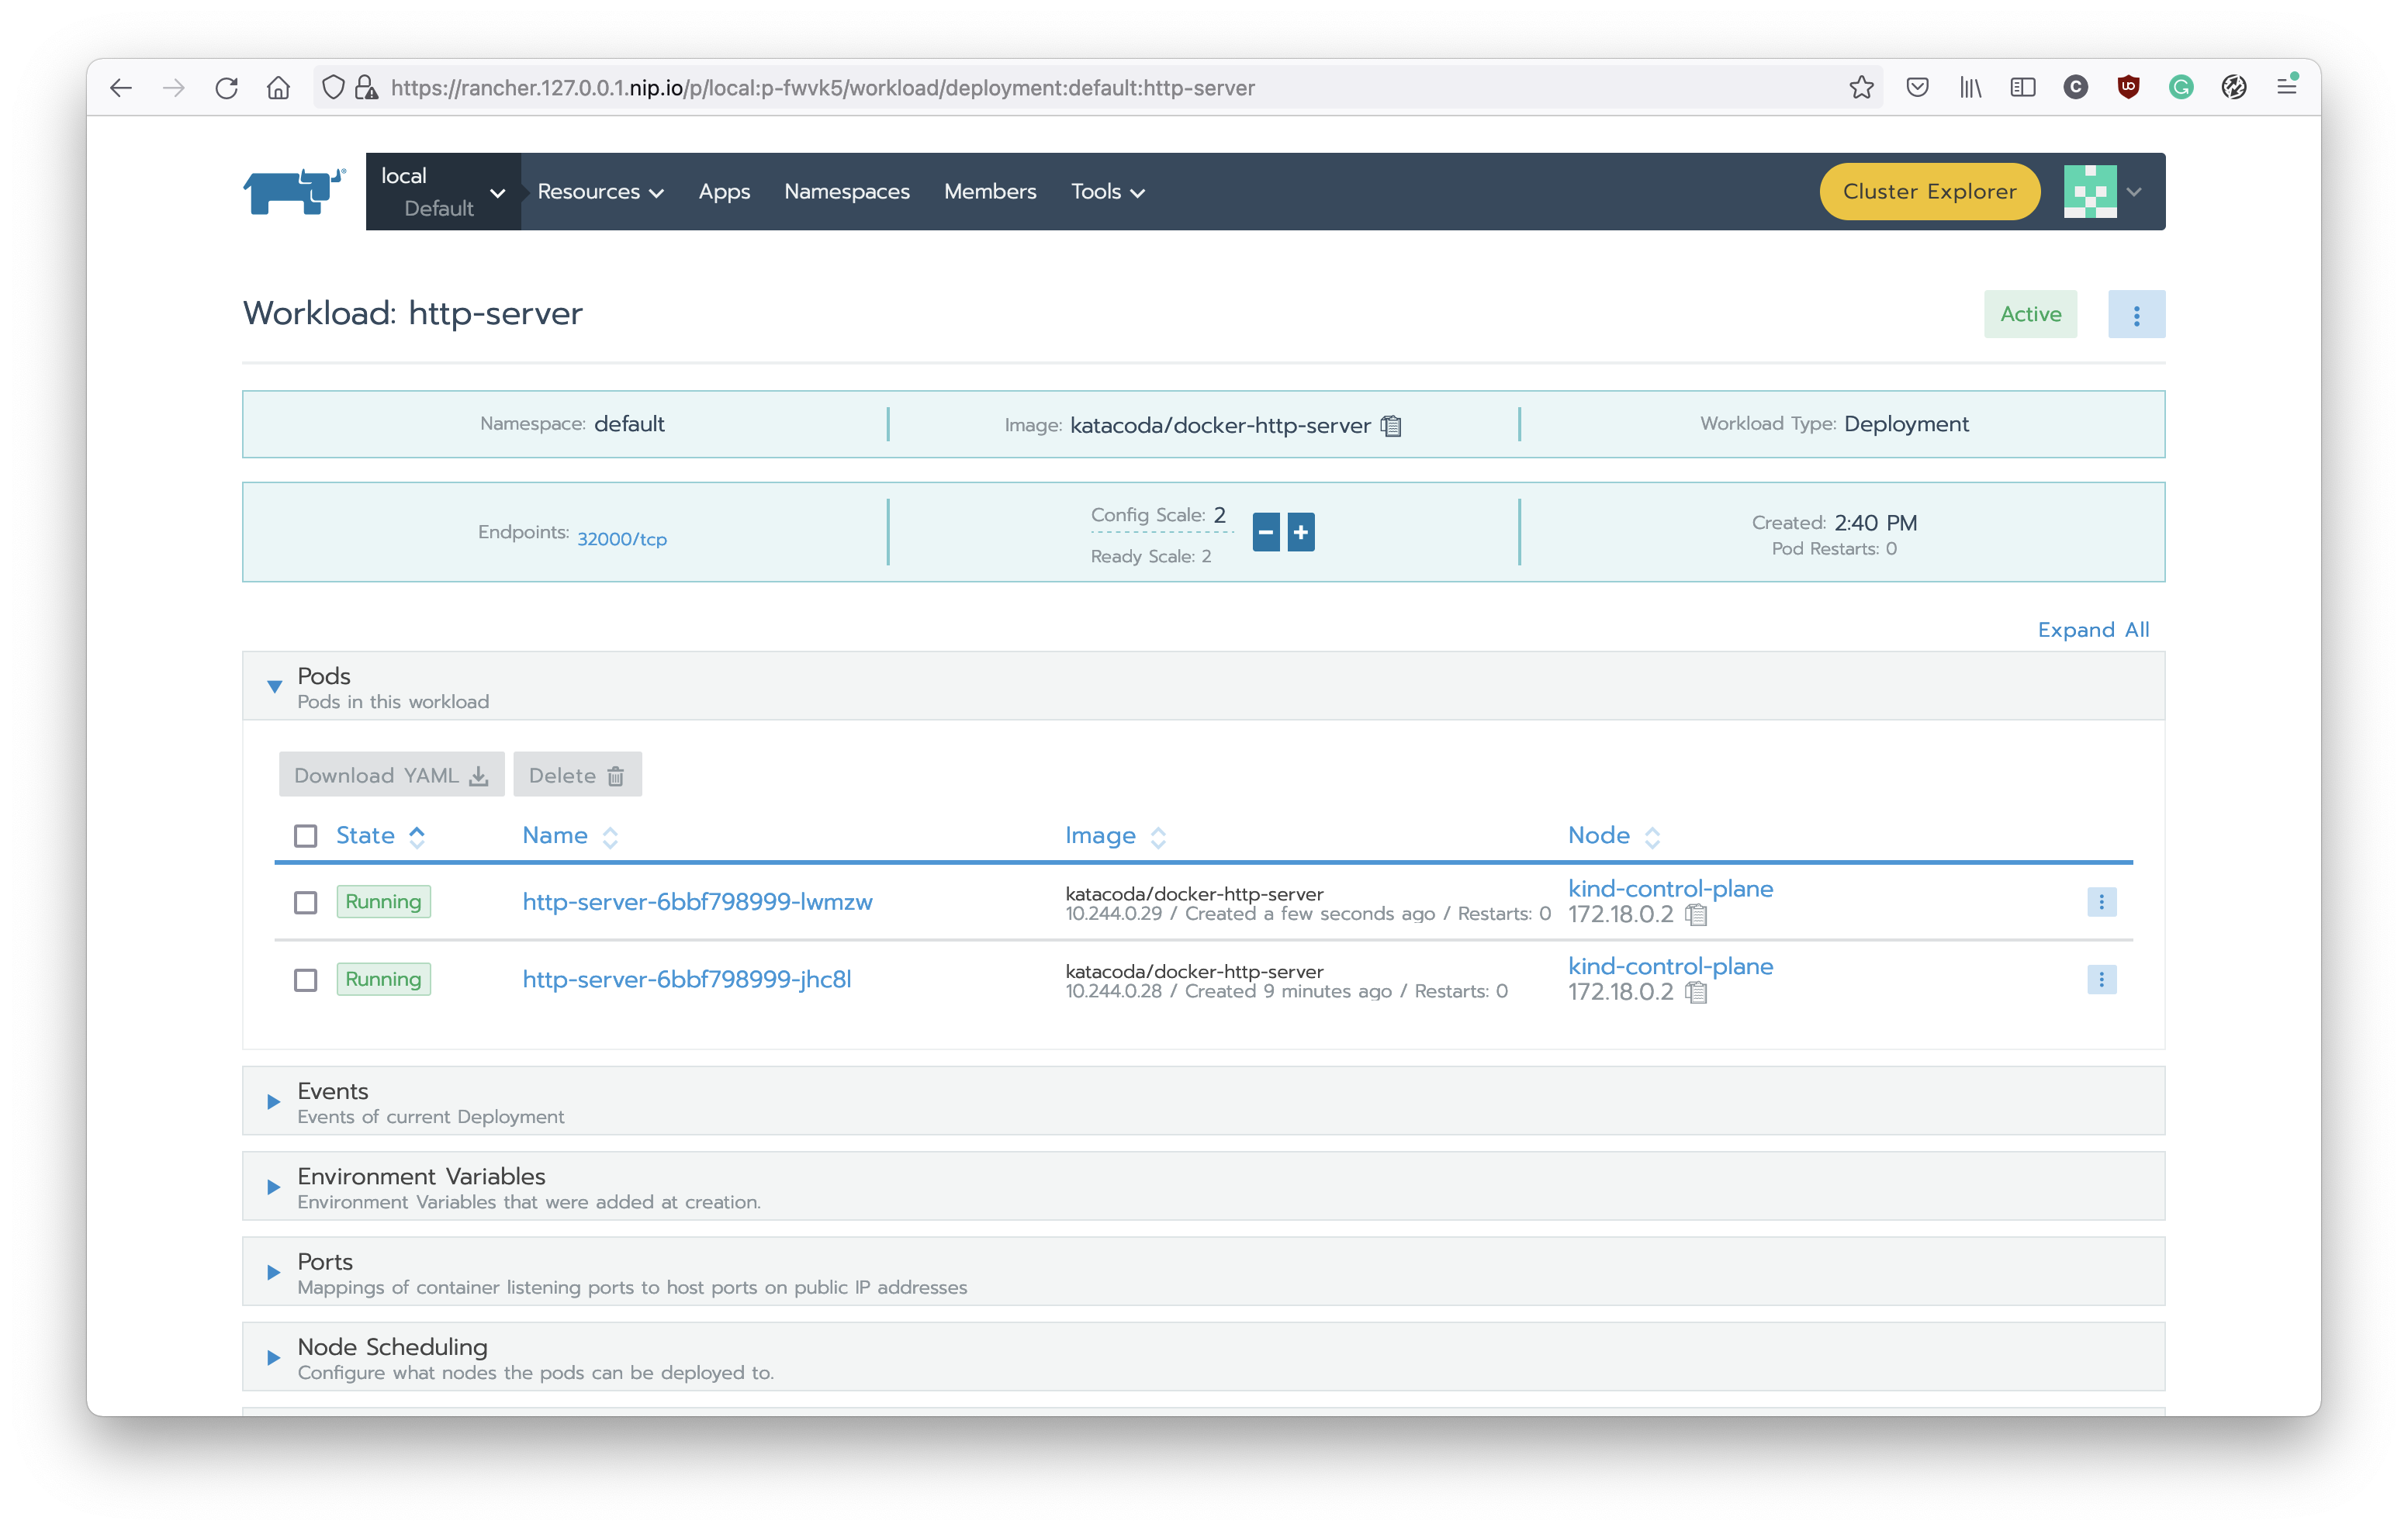 https://rancher.127.0.0.1.nip.io/p/local:p-fwvk5/workload/deployment:default:http-server
local
Default
Resources
Apps
Namespaces
Members
Tools
Cluster Explorer
Workload: http-server
Active
Namespace: default
Image: katacoda/docker-http-server
Workload Type: Deployment
Endpoints: 32000/tcp
Config Scale: 2
Ready Scale: 2
Created: 2:40 PM
Pod Restarts: 0
Expand All
Pods
Pods in this workload
Download YAML
Delete
State
Name
Image
Node
Running
http-server-6bbf798999-lwmzw
katacoda/docker-http-server
10.244.0.29 / Created a few seconds ago / Restarts: 0
kind-control-plane
172.18.0.2
Running
http-server-6bbf798999-jhc8l
katacoda/docker-http-server
10.244.0.28 / Created 9 minutes ago / Restarts: 0
kind-control-plane
172.18.0.2
Events
Events of current Deployment
Environment Variables
Environment Variables that were added at creation.
Ports
Mappings of container listening ports to host ports on public IP addresses
Node Scheduling
Configure what nodes the pods can be deployed to.